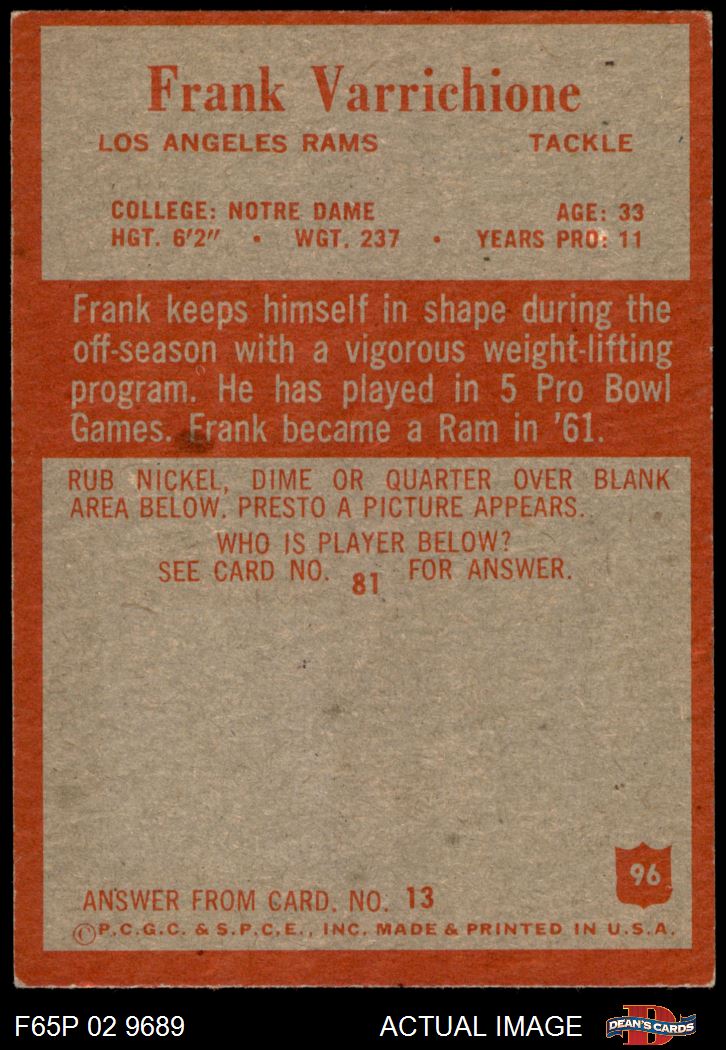 Frank Varrichione
LOS ANGELES RAMS TACKLE
COLLEGE: NOTRE DAME AGE: 33
HGT. 6'2" • WGT. 237 • YEARS PRO: 11
Frank keeps himself in shape during the
off-season with a vigorous weight-lifting
program. He has played in 5 Pro Bowl
Games. Frank became a Ram in '61.
RUB NICKEL, DIME OR QUARTER OVER BLANK
AREA BELOW. PRESTO A PICTURE APPEARS.
WHO IS PLAYER BELOW?
SEE CARD NO. 81 FOR ANSWER.
96
ANSWER FROM CARD. NO. 13
©P.C.G.C. & S.P.C.E., INC. MADE & PRINTED IN U.S.A.
F65P 02 9689 ACTUAL IMAGE D DEAN'S CARDS